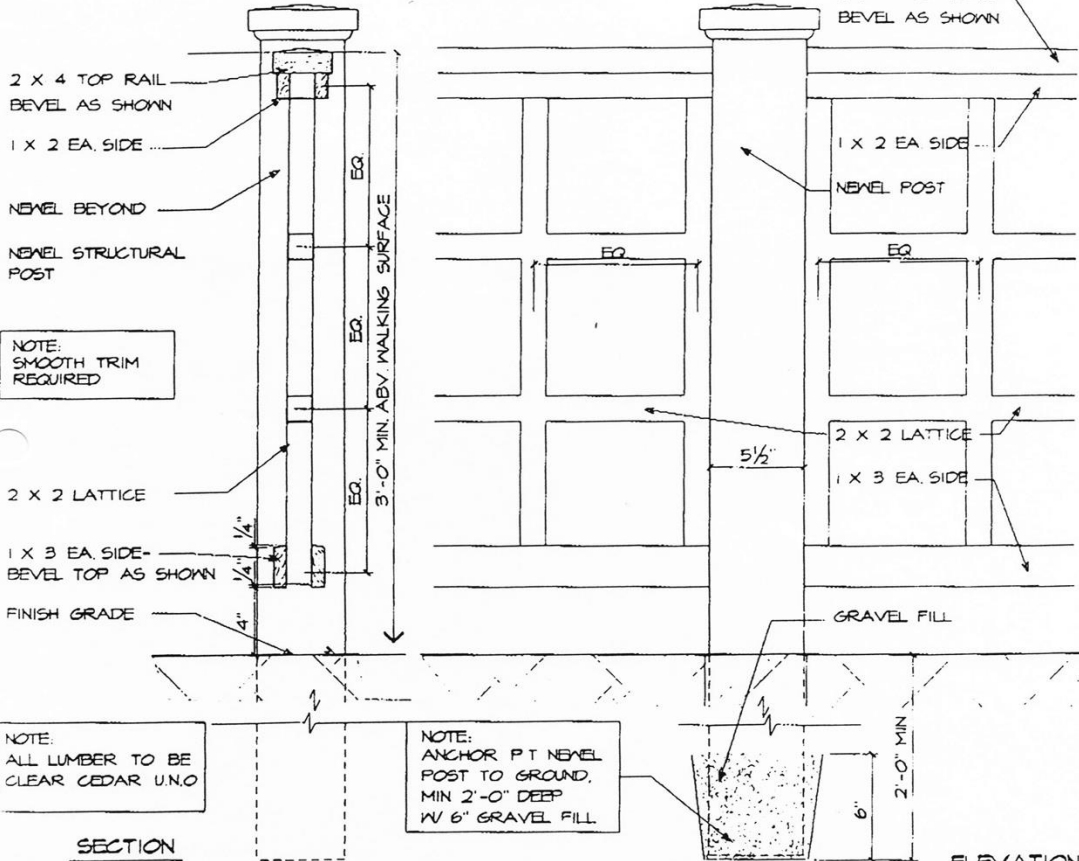 BEVEL AS SHOWN
2 X 4 TOP RAIL
BEVEL AS SHOWN
1 X 2 EA. SIDE
NEWEL BEYOND
NEWEL STRUCTURAL
POST
NOTE:
SMOOTH TRIM
REQUIRED
2 X 2 LATTICE
1 X 3 EA. SIDE-
BEVEL TOP AS SHOWN
FINISH GRADE
1/4"
1/4"
4"
EQ.
EQ.
EQ.
3'-0" MIN. ABV. WALKING SURFACE
1 X 2 EA SIDE
NEWEL POST
EQ
EQ
2 X 2 LATTICE
5 1/2"
1 X 3 EA. SIDE
GRAVEL FILL
2'-0" MIN
6"
NOTE:
ALL LUMBER TO BE
CLEAR CEDAR U.N.O
NOTE:
ANCHOR P T NEWEL
POST TO GROUND,
MIN 2'-0" DEEP
W/ 6" GRAVEL FILL
SECTION
ELEVATION